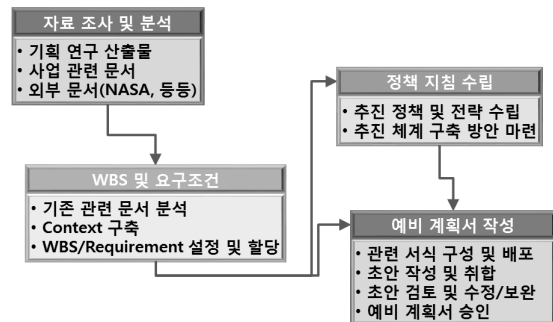 자료 조사 및 분석
• 기획 연구 산출물
• 사업 관련 문서
• 외부 문서(NASA, 등등)
WBS 및 요구조건
• 기존 관련 문서 분석
• Context 구축
• WBS/Requirement 설정 및 할당
정책 지침 수립
• 추진 정책 및 전략 수립
• 추진 체계 구축 방안 마련
예비 계획서 작성
• 관련 서식 구성 및 배포
• 초안 작성 및 취합
• 초안 검토 및 수정/보완
• 예비 계획서 승인